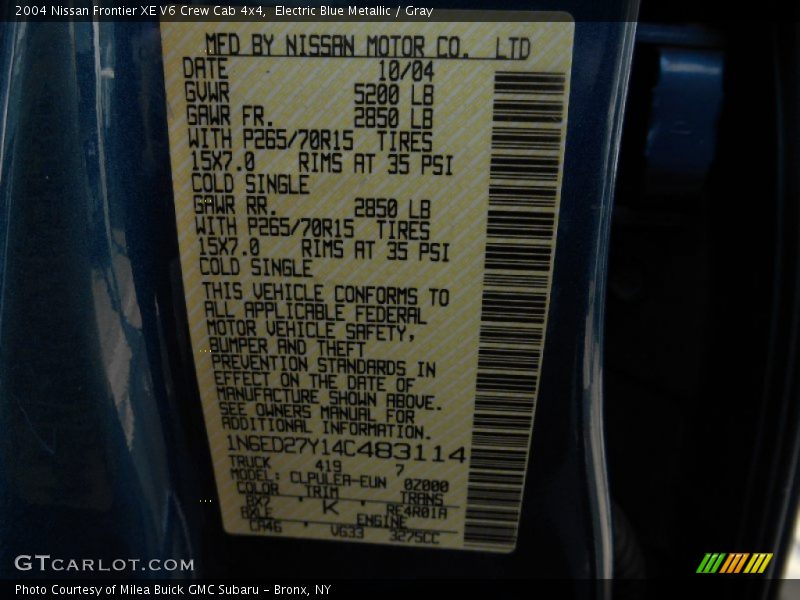 2004 Nissan Frontier XE V6 Crew Cab 4x4, Electric Blue Metallic / Gray
MFD BY NISSAN MOTOR CO. LTD
DATE 10/04
GVWR 5200 LB
GAWR FR. 2850 LB
WITH P265/70R15 TIRES
15X7.0 RIMS AT 35 PSI
COLD SINGLE
GAWR RR. 2850 LB
WITH P265/70R15 TIRES
15X7.0 RIMS AT 35 PSI
COLD SINGLE
THIS VEHICLE CONFORMS TO
ALL APPLICABLE FEDERAL
MOTOR VEHICLE SAFETY,
BUMPER AND THEFT
PREVENTION STANDARDS IN
EFFECT ON THE DATE OF
MANUFACTURE SHOWN ABOVE.
SEE OWNERS MANUAL FOR
ADDITIONAL INFORMATION.
1N6ED27Y14C483114
TRUCK 419 7
MODEL: CLPULEA-EUN 0Z000
COLOR TRIM TRANS
BX7 K RE4R01A
AXLE ENGINE
CA46 VG33 3275CC
GTCARLOT.COM
Photo Courtesy of Milea Buick GMC Subaru - Bronx, NY